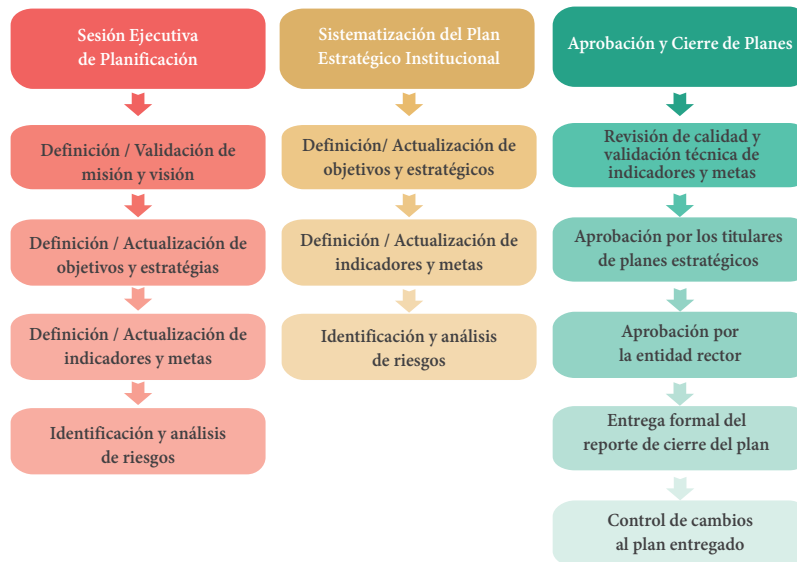 Sesión Ejecutiva
de Planificación
Definición / Validación de
misión y visión
Definición / Actualización de
objetivos y estratégias
Definición / Actualización de
indicadores y metas
Identificación y análisis
de riesgos
Sistematización del Plan
Estratégico Institucional
Definición/ Actualización de
objetivos y estratégicos
Definición / Actualización de
indicadores y metas
Identificación y análisis
de riesgos
Aprobación y Cierre de Planes
Revisión de calidad y
validación técnica de
indicadores y metas
Aprobación por los titulares
de planes estratégicos
Aprobación por
la entidad rector
Entrega formal del
reporte de cierre del plan
Control de cambios
al plan entregado